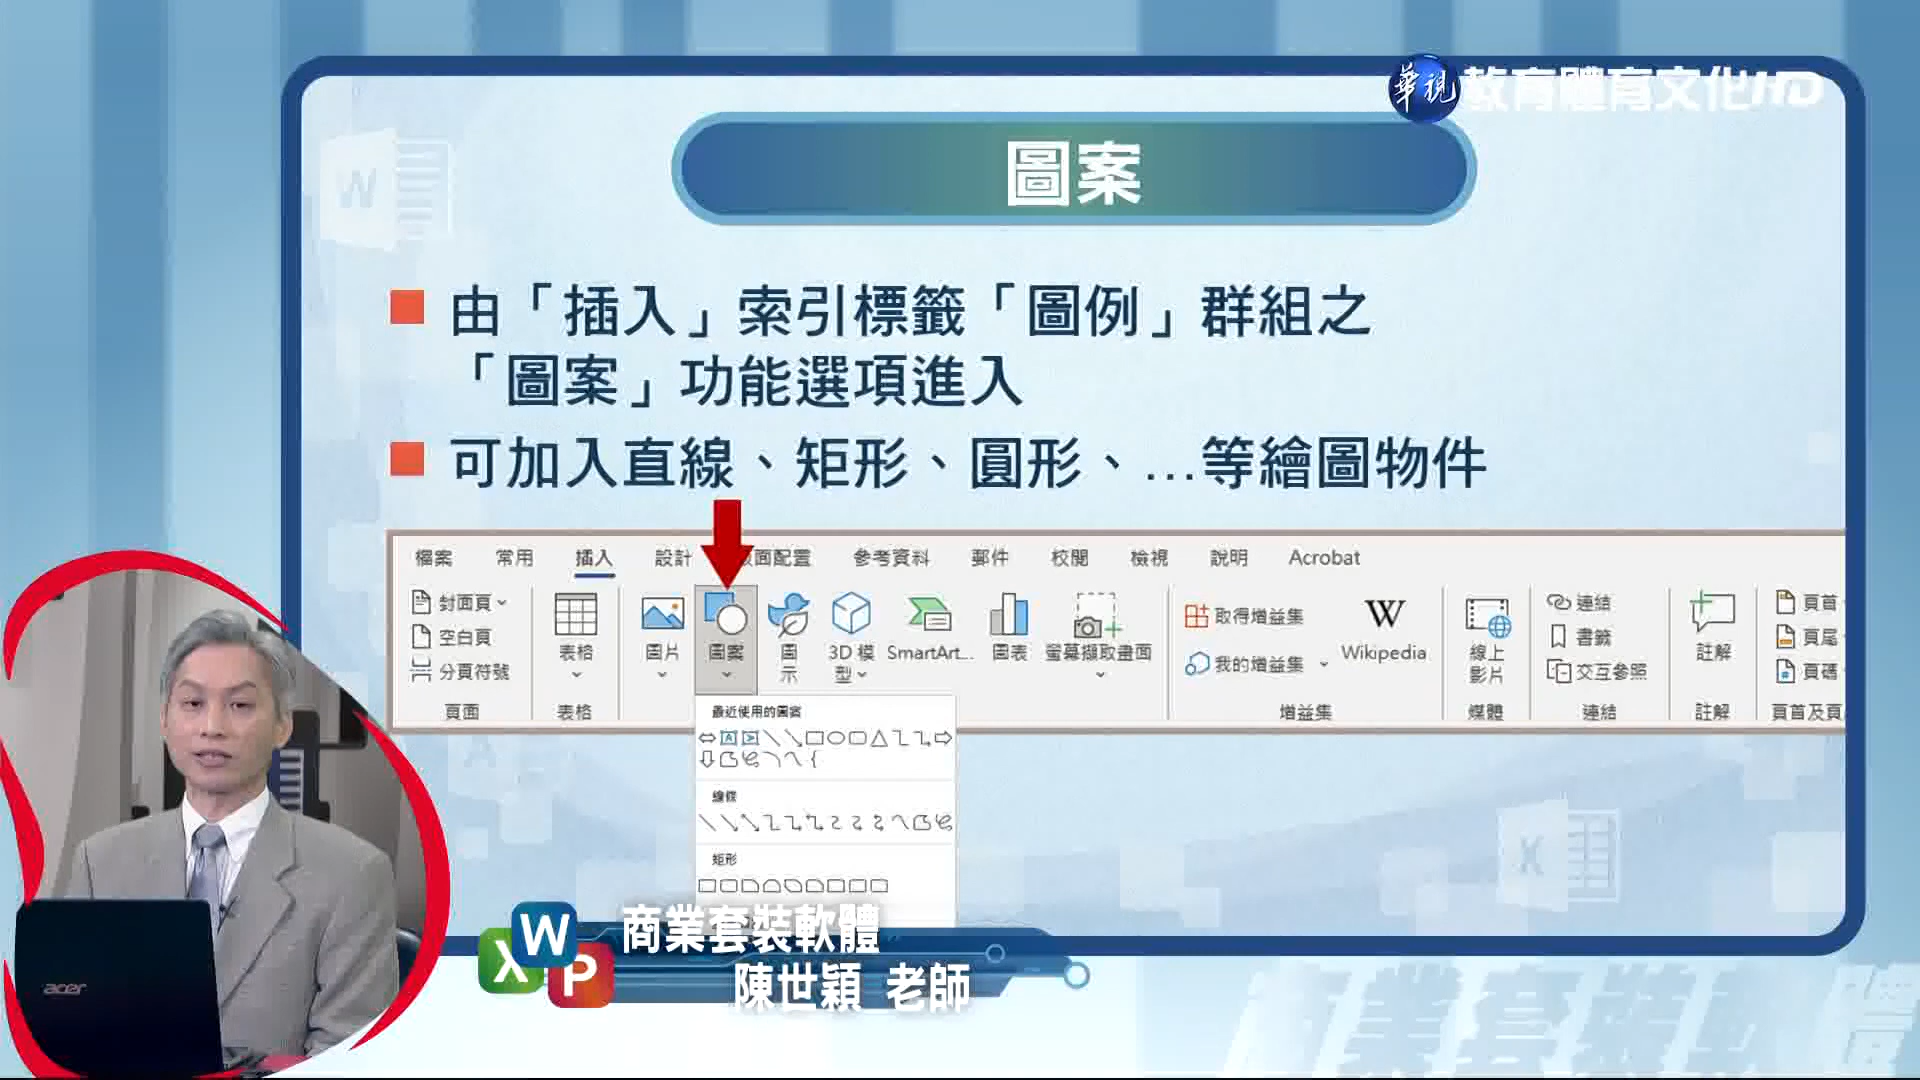 華視 教育體育文化HD
圖案
由「插入」索引標籤「圖例」群組之
「圖案」功能選項進入
可加入直線、矩形、圓形、…等繪圖物件
檔案 常用 插入 設計 頁面配置 參考資料 郵件 校閱 檢視 說明 Acrobat
封面頁
空白頁
分頁符號
頁面
表格
表格
圖片
圖案
圖示
3D 模型
SmartArt...
圖表
螢幕擷取畫面
取得增益集
我的增益集
W
Wikipedia
增益集
線上影片
媒體
連結
書籤
交互參照
連結
註解
註解
頁首
頁尾
頁碼
頁首及頁
最近使用的圖案
線條
矩形
W
X
P
商業套裝軟體
陳世穎 老師
acer
W
X
商業套裝軟體